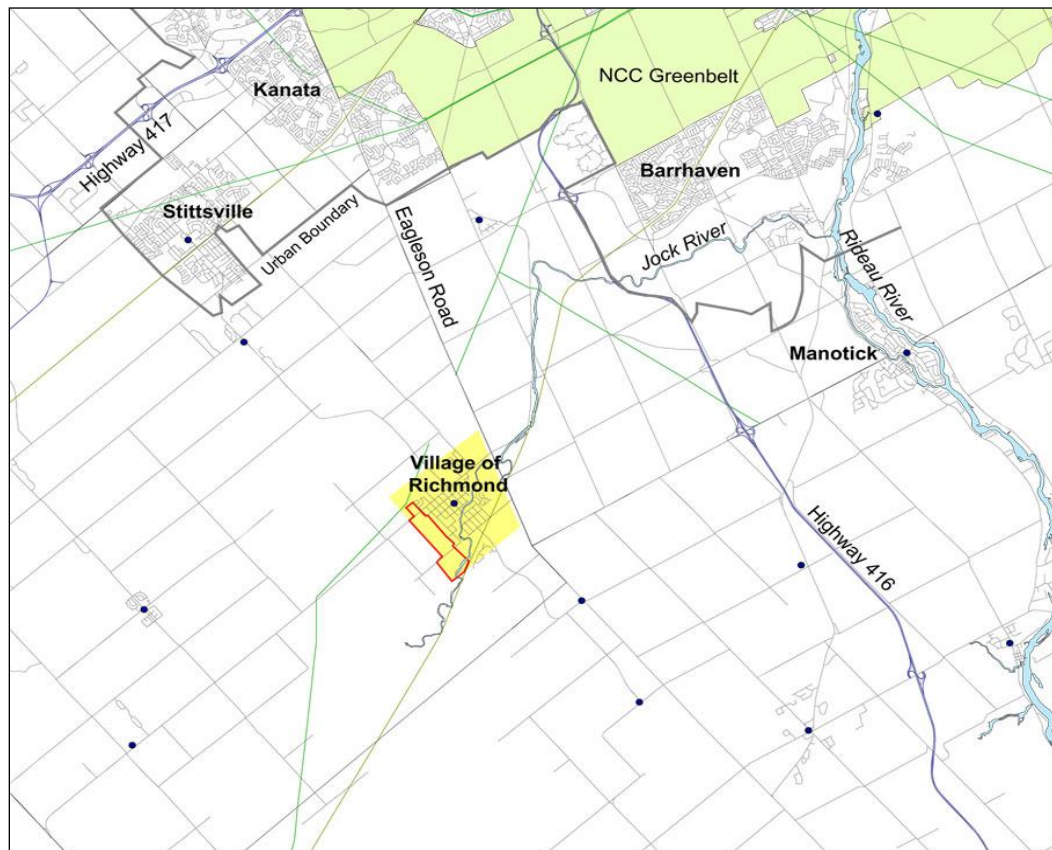 NCC Greenbelt
Kanata
Highway 417
Barrhaven
Stittsville
Urban Boundary
Eagleson Road
Jock River
Rideau River
Manotick
Village of
Richmond
Highway 416